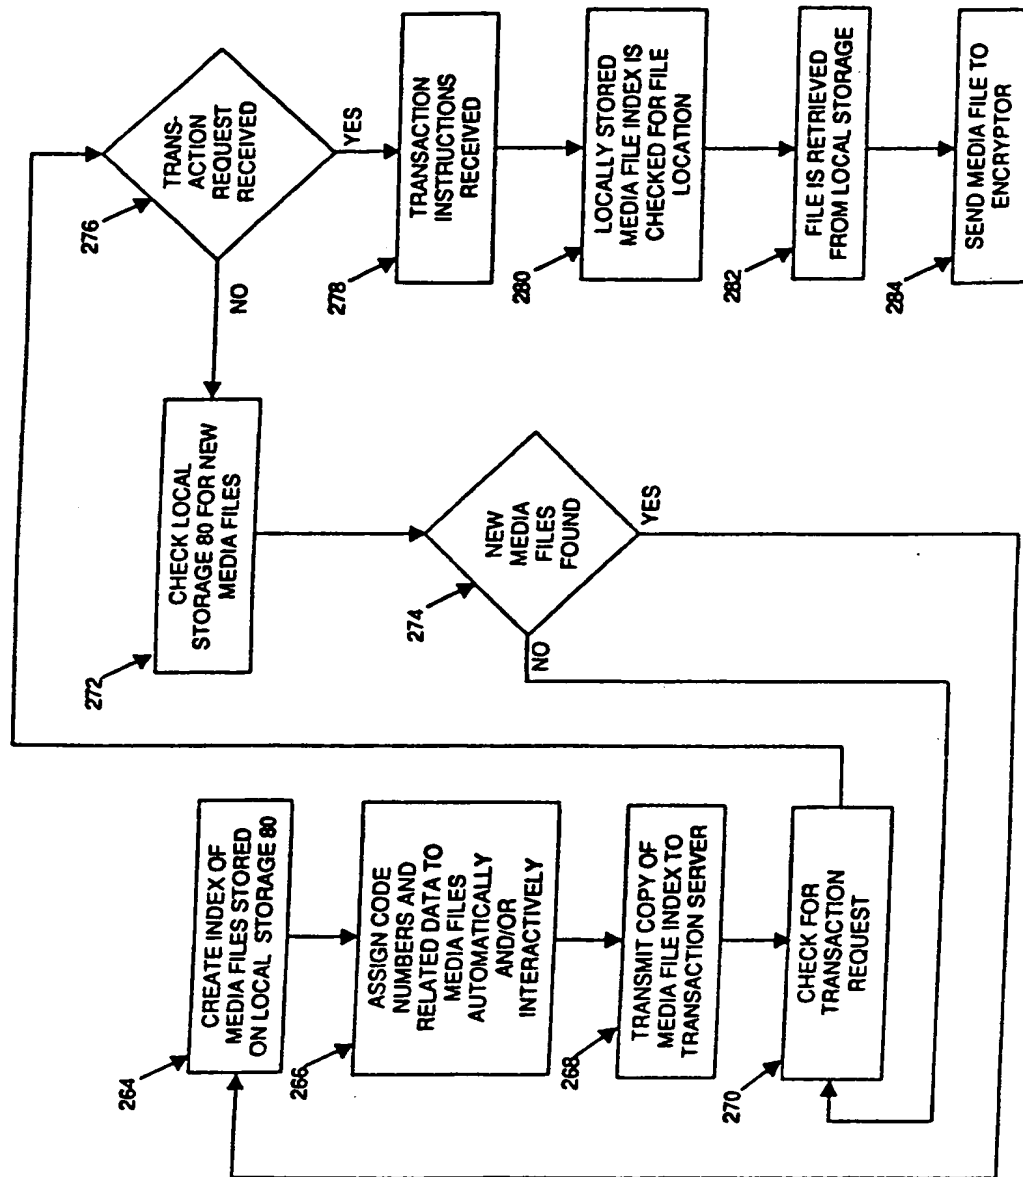 264
CREATE INDEX OF
MEDIA FILES STORED
ON LOCAL STORAGE 80
266
ASSIGN CODE
NUMBERS AND
RELATED DATA TO
MEDIA FILES
AUTOMATICALLY
AND/OR
INTERACTIVELY
268
TRANSMIT COPY OF
MEDIA FILE INDEX TO
TRANSACTION SERVER
270
CHECK FOR
TRANSACTION
REQUEST
272
CHECK LOCAL
STORAGE 80 FOR NEW
MEDIA FILES
274
NEW
MEDIA
FILES
FOUND
NO
YES
276
TRANS-
ACTION
REQUEST
RECEIVED
NO
YES
278
TRANSACTION
INSTRUCTIONS
RECEIVED
280
LOCALLY STORED
MEDIA FILE INDEX IS
CHECKED FOR FILE
LOCATION
282
FILE IS RETRIEVED
FROM LOCAL STORAGE
284
SEND MEDIA FILE TO
ENCRYPTOR